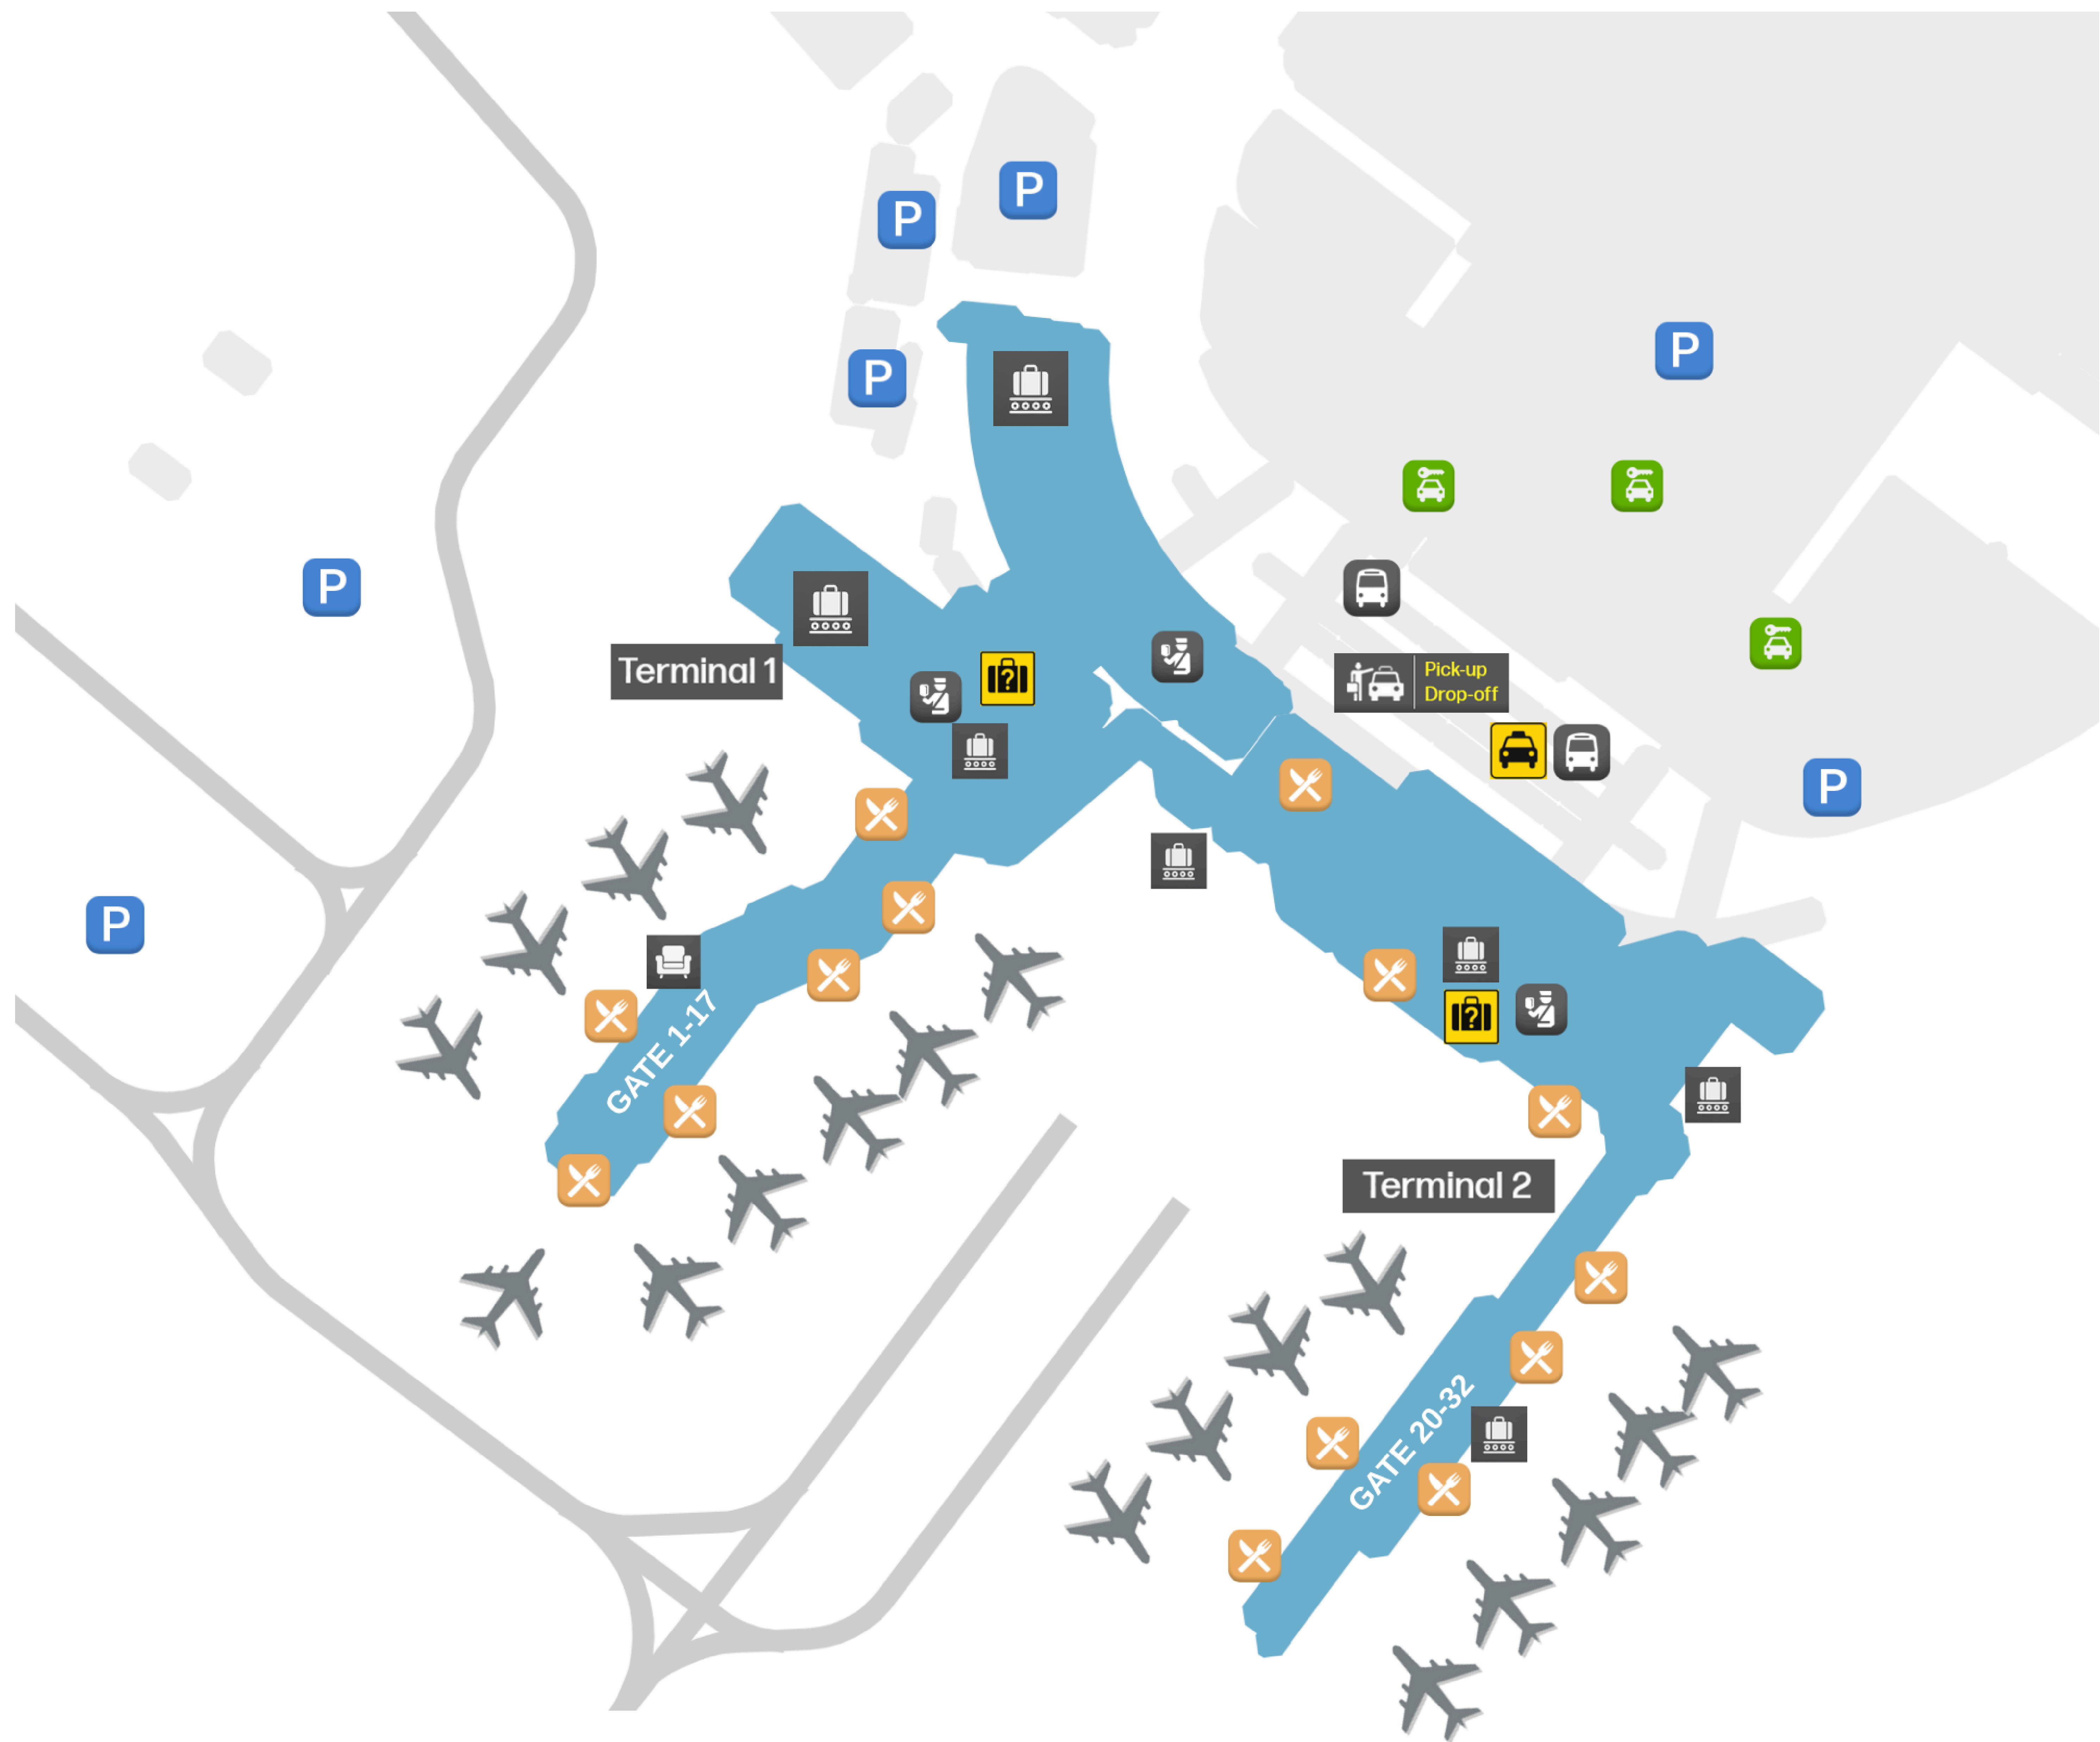 P
P
P
P
P
Terminal 1
?
Pick-up
Drop-off
P
P
GATE 1-17
?
Terminal 2
GATE 20-32